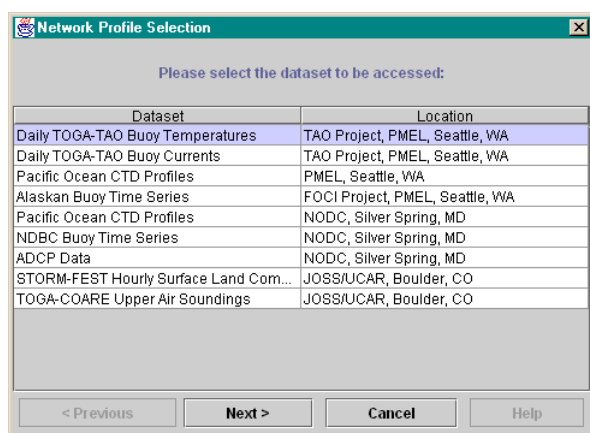 Network Profile Selection
Please select the dataset to be accessed:
Dataset Location
Daily TOGA-TAO Buoy Temperatures TAO Project, PMEL, Seattle, WA
Daily TOGA-TAO Buoy Currents TAO Project, PMEL, Seattle, WA
Pacific Ocean CTD Profiles PMEL, Seattle, WA
Alaskan Buoy Time Series FOCI Project, PMEL, Seattle, WA
Pacific Ocean CTD Profiles NODC, Silver Spring, MD
NDBC Buoy Time Series NODC, Silver Spring, MD
ADCP Data NODC, Silver Spring, MD
STORM-FEST Hourly Surface Land Com... JOSS/UCAR, Boulder, CO
TOGA-COARE Upper Air Soundings JOSS/UCAR, Boulder, CO
< Previous Next > Cancel Help